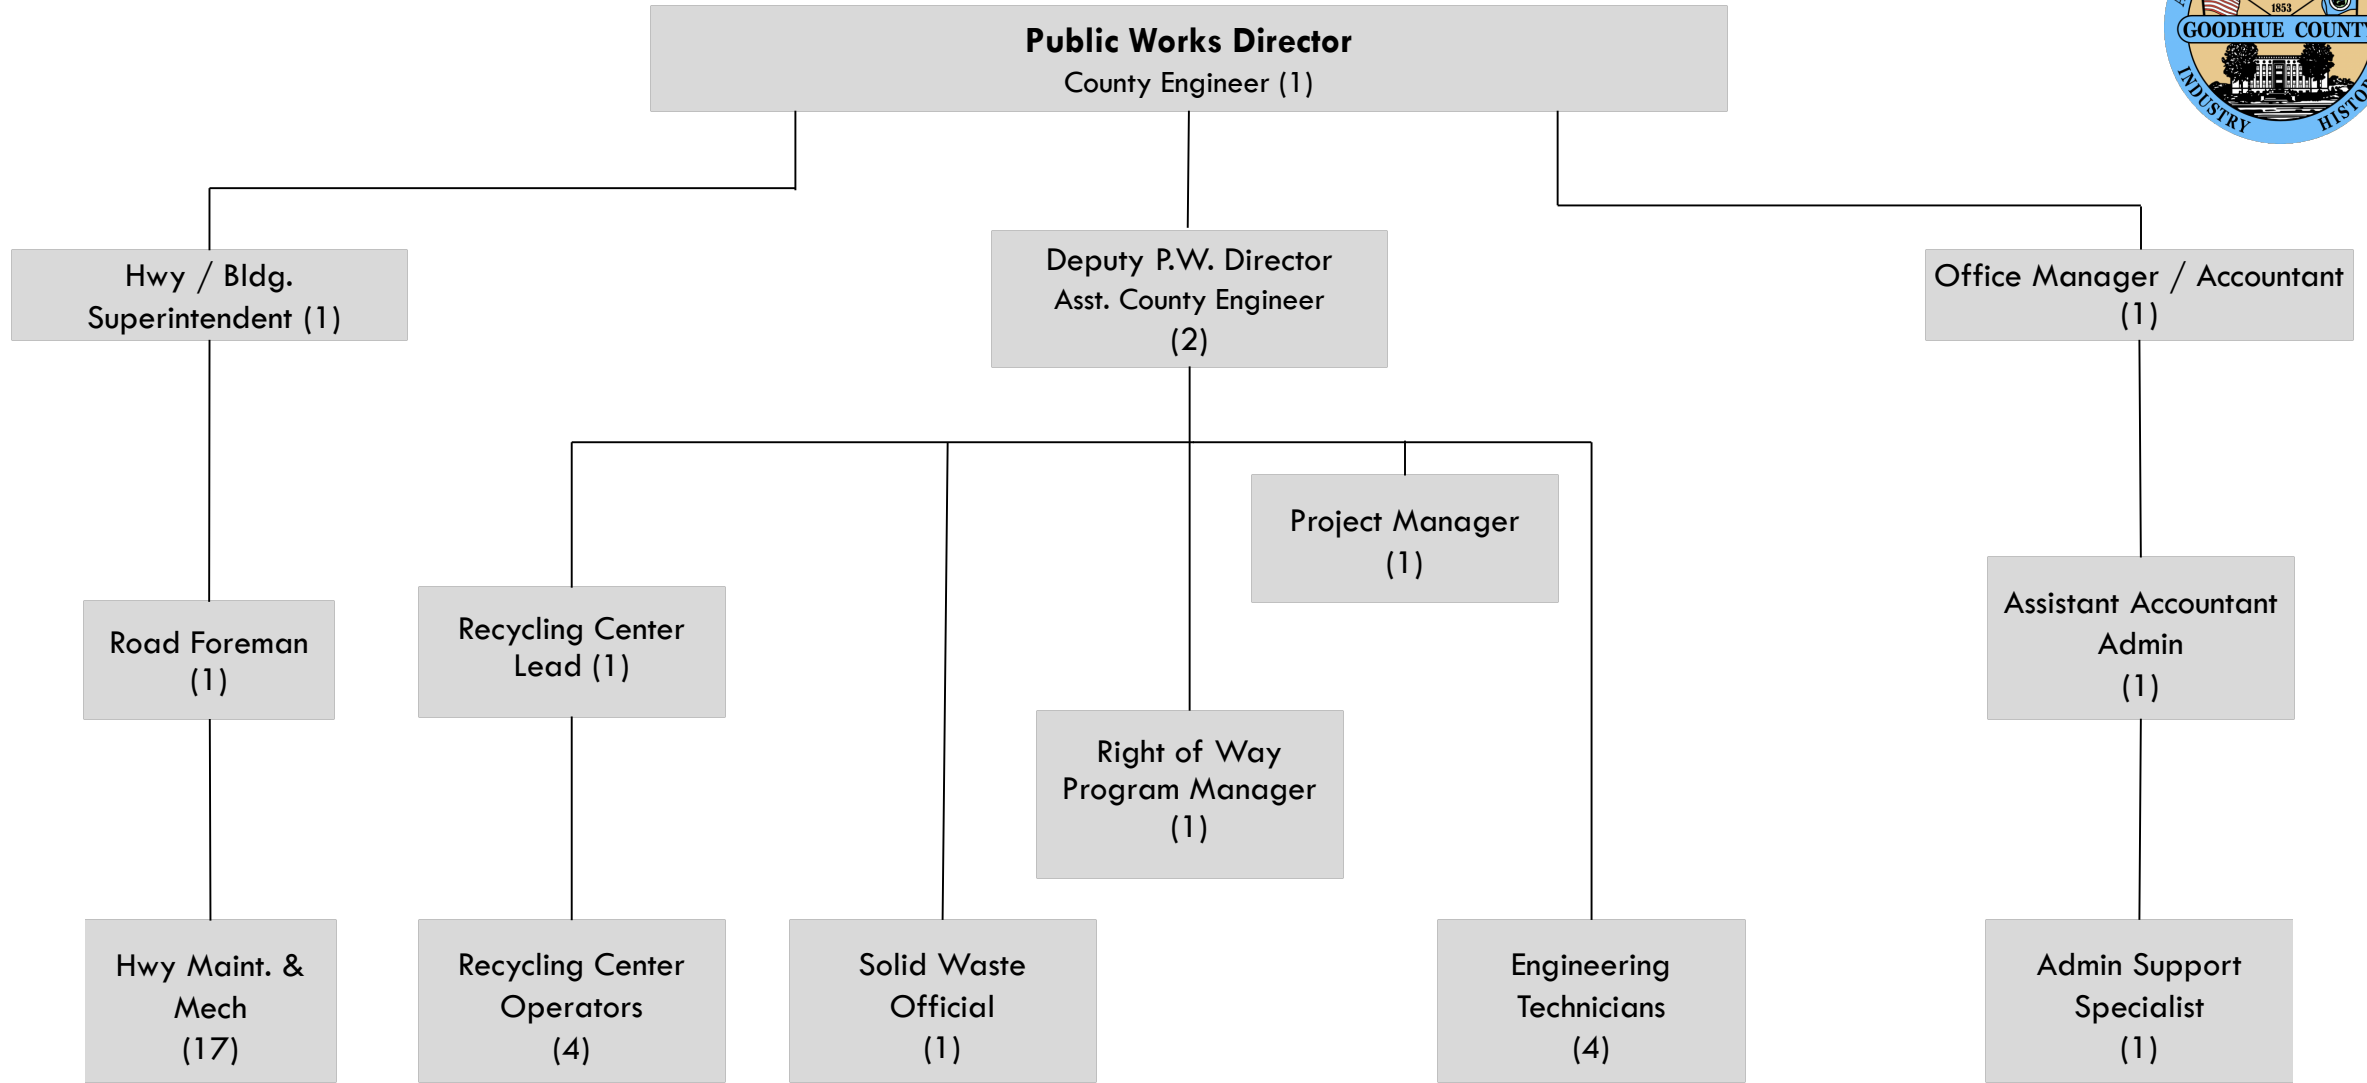 Public Works Director
County Engineer (1)
1853
GOODHUE COUNTY
INDUSTRY
Hwy / Bldg.
Superintendent (1)
Deputy P.W. Director
Asst. County Engineer
(2)
Office Manager / Accountant
(1)
Project Manager
(1)
Road Foreman
(1)
Recycling Center
Lead (1)
Right of Way
Program Manager
(1)
Assistant Accountant
Admin
(1)
Hwy Maint. &
Mech
(17)
Recycling Center
Operators
(4)
Solid Waste
Official
(1)
Engineering
Technicians
(4)
Admin Support
Specialist
(1)